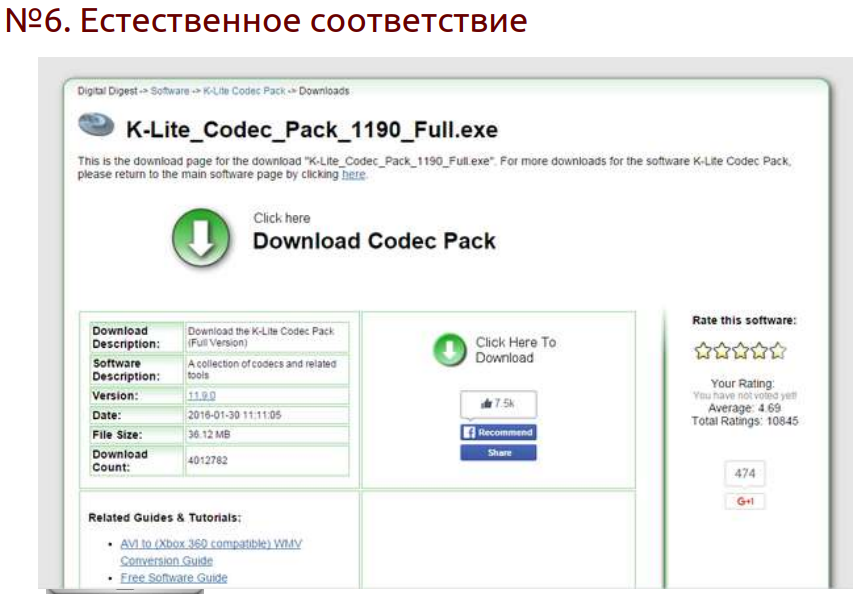 №6. Естественное соответствие
Digital Digest -> Software -> K-Lite Codec Pack -> Downloads
K-Lite_Codec_Pack_1190_Full.exe
This is the download page for the download "K-Lite_Codec_Pack_1190_Full.exe". For more downloads for the software K-Lite Codec Pack,
please return to the main software page by clicking here.
Click here
Download Codec Pack
Download
Description:
Download the K-Lite Codec Pack
(Full Version)
Software
Description:
A collection of codecs and related
tools
Version:
11.9.0
Date:
2016-01-30 11:11:05
File Size:
36.12 MB
Download
Count:
4012782
Click Here To
Download
7.5k
Recommend
Share
Rate this software:
Your Rating:
You have not voted yet!
Average: 4.69
Total Ratings: 10845
474
G+1
Related Guides & Tutorials:
AVI to (Xbox 360 compatible) WMV
Conversion Guide
Free Software Guide